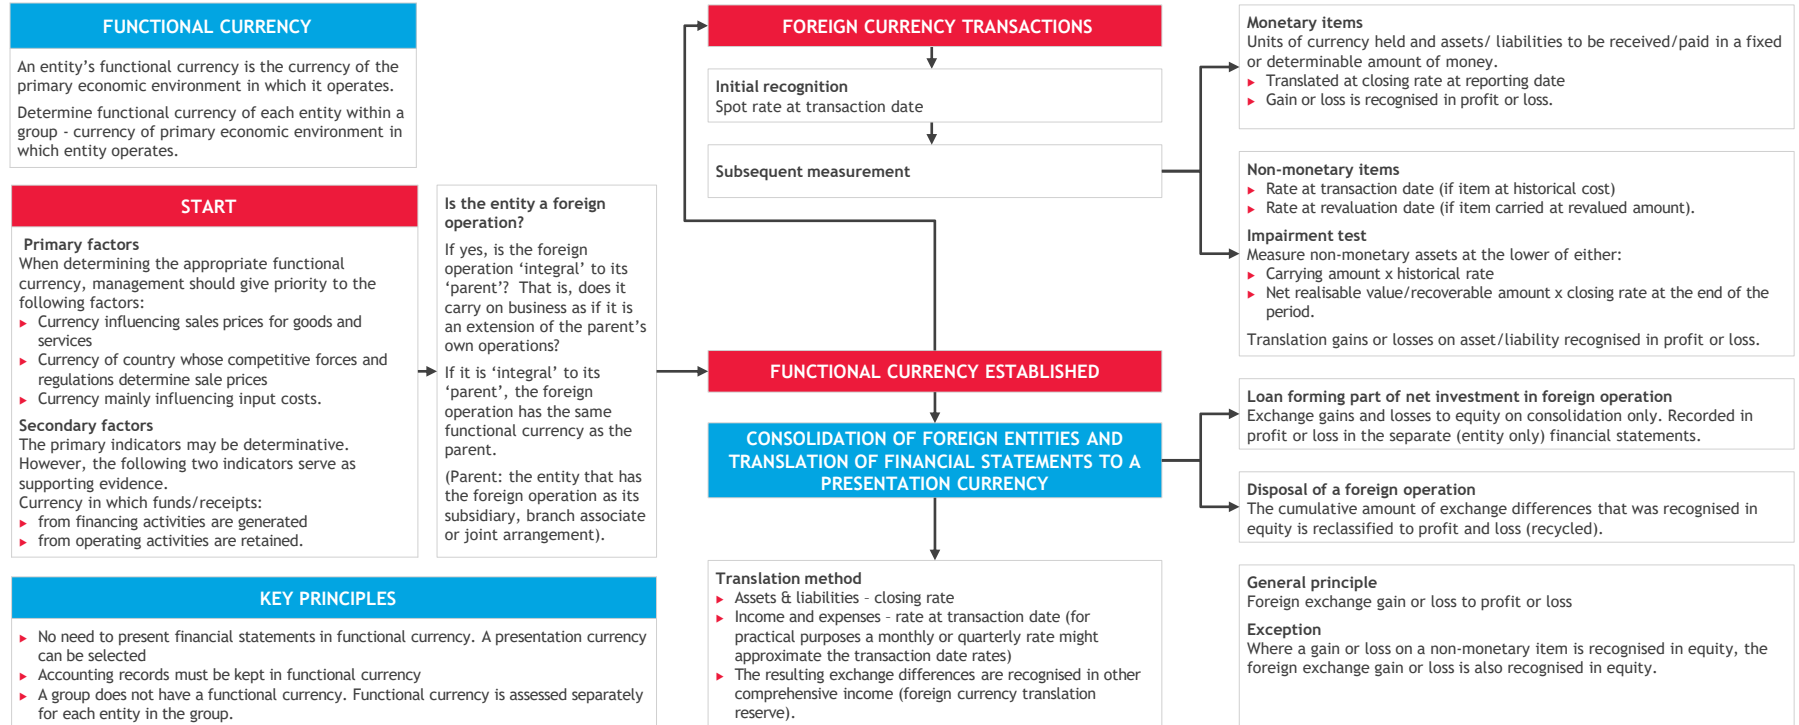 FUNCTIONAL CURRENCY
An entity's functional currency is the currency of the
primary economic environment in which it operates.
Determine functional currency of each entity within a
group - currency of primary economic environment in
which entity operates.
START
Primary factors
When determining the appropriate functional
currency, management should give priority to the
following factors:
► Currency influencing sales prices for goods and
services
► Currency of country whose competitive forces and
regulations determine sale prices
► Currency mainly influencing input costs.
Secondary factors
The primary indicators may be determinative.
However, the following two indicators serve as
supporting evidence.
Currency in which funds/receipts:
► from financing activities are generated
► from operating activities are retained.
Is the entity a foreign
operation?
If yes, is the foreign
operation ‘integral’ to its
‘parent’? That is, does it
carry on business as if it is
an extension of the parent’s
own operations?
If it is ‘integral’ to its
‘parent’, the foreign
operation has the same
functional currency as the
parent.
(Parent: the entity that has
the foreign operation as its
subsidiary, branch associate
or joint arrangement).
KEY PRINCIPLES
► No need to present financial statements in functional currency. A presentation currency
can be selected
► Accounting records must be kept in functional currency
► A group does not have a functional currency. Functional currency is assessed separately
for each entity in the group.
FOREIGN CURRENCY TRANSACTIONS
Initial recognition
Spot rate at transaction date
Subsequent measurement
FUNCTIONAL CURRENCY ESTABLISHED
CONSOLIDATION OF FOREIGN ENTITIES AND
TRANSLATION OF FINANCIAL STATEMENTS TO A
PRESENTATION CURRENCY
Translation method
► Assets & liabilities – closing rate
► Income and expenses – rate at transaction date (for
practical purposes a monthly or quarterly rate might
approximate the transaction date rates)
► The resulting exchange differences are recognised in other
comprehensive income (foreign currency translation
reserve).
Monetary items
Units of currency held and assets/ liabilities to be received/paid in a fixed
or determinable amount of money.
► Translated at closing rate at reporting date
► Gain or loss is recognised in profit or loss.
Non-monetary items
► Rate at transaction date (if item at historical cost)
► Rate at revaluation date (if item carried at revalued amount).
Impairment test
Measure non-monetary assets at the lower of either:
► Carrying amount x historical rate
► Net realisable value/recoverable amount x closing rate at the end of the
period.
Translation gains or losses on asset/liability recognised in profit or loss.
Loan forming part of net investment in foreign operation
Exchange gains and losses to equity on consolidation only. Recorded in
profit or loss in the separate (entity only) financial statements.
Disposal of a foreign operation
The cumulative amount of exchange differences that was recognised in
equity is reclassified to profit and loss (recycled).
General principle
Foreign exchange gain or loss to profit or loss
Exception
Where a gain or loss on a non-monetary item is recognised in equity, the
foreign exchange gain or loss is also recognised in equity.